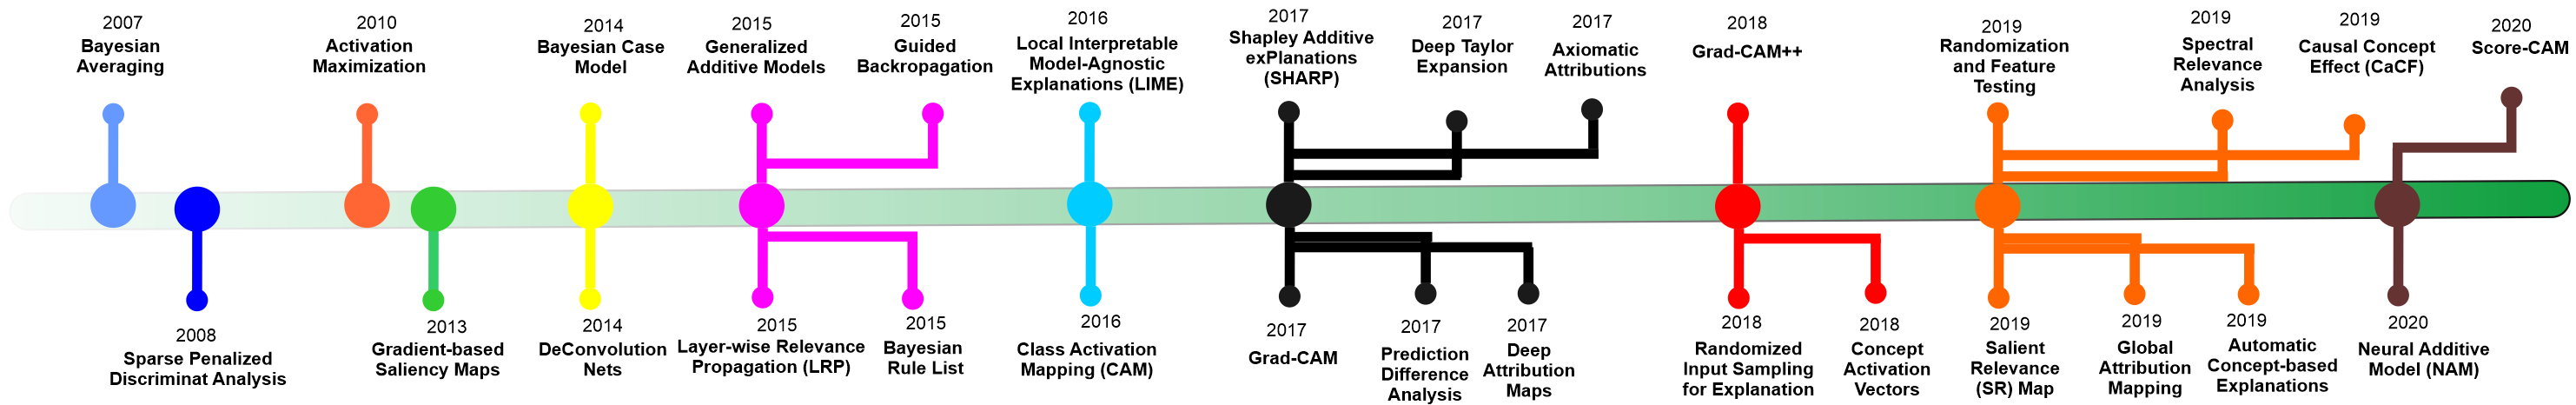 2007
Bayesian
Averaging
2010
Activation
Maximization
2014
Bayesian Case
Model
2015
Generalized
Additive Models
2015
Guided
Backropagation
2016
Local Interpretable
Model-Agnostic
Explanations (LIME)
2017
Shapley Additive
exPlanations
(SHARP)
2017
Deep Taylor
Expansion
2017
Axiomatic
Attributions
2018
Grad-CAM++
2019
Randomization
and Feature
Testing
2019
Spectral
Relevance
Analysis
2019
Causal Concept
Effect (CaCF)
2020
Score-CAM
2008
Sparse Penalized
Discriminat Analysis
2013
Gradient-based
Saliency Maps
2014
DeConvolution
Nets
2015
Layer-wise Relevance
Propagation (LRP)
2015
Bayesian
Rule List
2016
Class Activation
Mapping (CAM)
2017
Grad-CAM
2017
Prediction
Difference
Analysis
2017
Deep
Attribution
Maps
2018
Randomized
Input Sampling
for Explanation
2018
Concept
Activation
Vectors
2019
Salient
Relevance
(SR) Map
2019
Global
Attribution
Mapping
2019
Automatic
Concept-based
Explanations
2020
Neural Additive
Model (NAM)